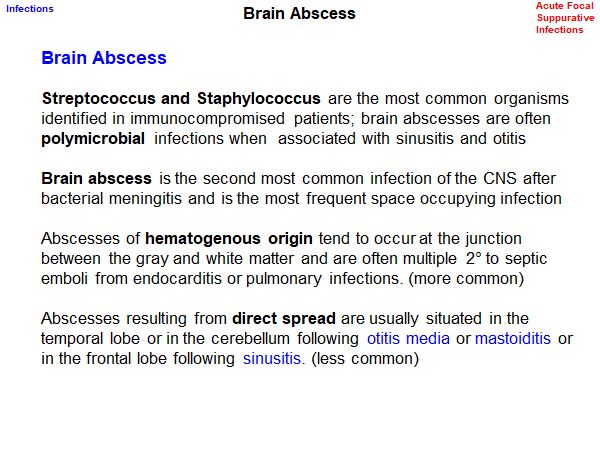 Infections
Brain Abscess
Acute Focal
Suppurative
Infections
Brain Abscess
Streptococcus and Staphylococcus are the most common organisms
identified in immunocompromised patients; brain abscesses are often
polymicrobial infections when associated with sinusitis and otitis
Brain abscess is the second most common infection of the CNS after
bacterial meningitis and is the most frequent space occupying infection
Abscesses of hematogenous origin tend to occur at the junction
between the gray and white matter and are often multiple 2° to septic
emboli from endocarditis or pulmonary infections. (more common)
Abscesses resulting from direct spread are usually situated in the
temporal lobe or in the cerebellum following otitis media or mastoiditis or
in the frontal lobe following sinusitis. (less common)